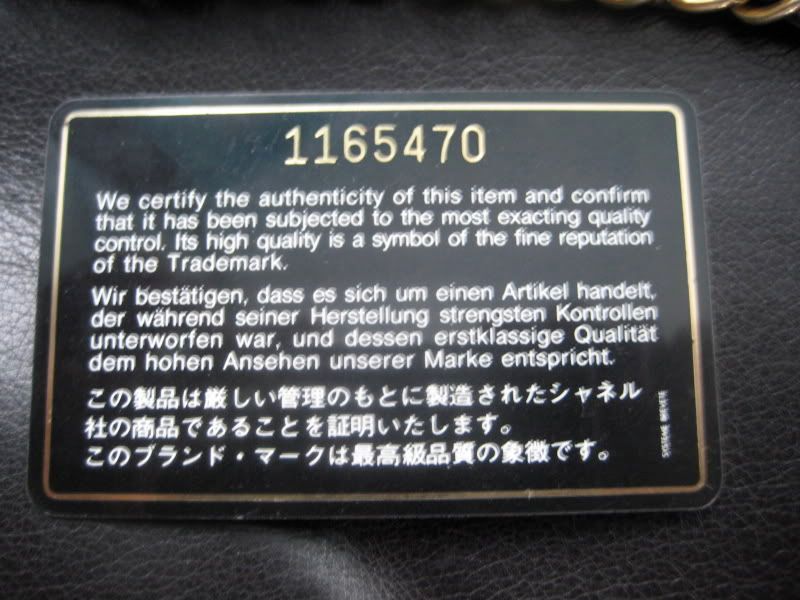 1165470
We certify the authenticity of this item and confirm
that it has been subjected to the most exacting quality
control. Its high quality is a symbol of the fine reputation
of the Trademark.
Wir bestätigen, dass es sich um einen Artikel handelt,
der während seiner Herstellung strengsten Kontrollen
unterworfen war, und dessen erstklassige Qualität
dem hohen Ansehen unserer Marke entspricht.
この製品は厳しい管理のもとに製造されたシャネル
社の商品であることを証明いたします。
このブランド・マークは最高級品質の象徴です。
SYSTEME BREVETE